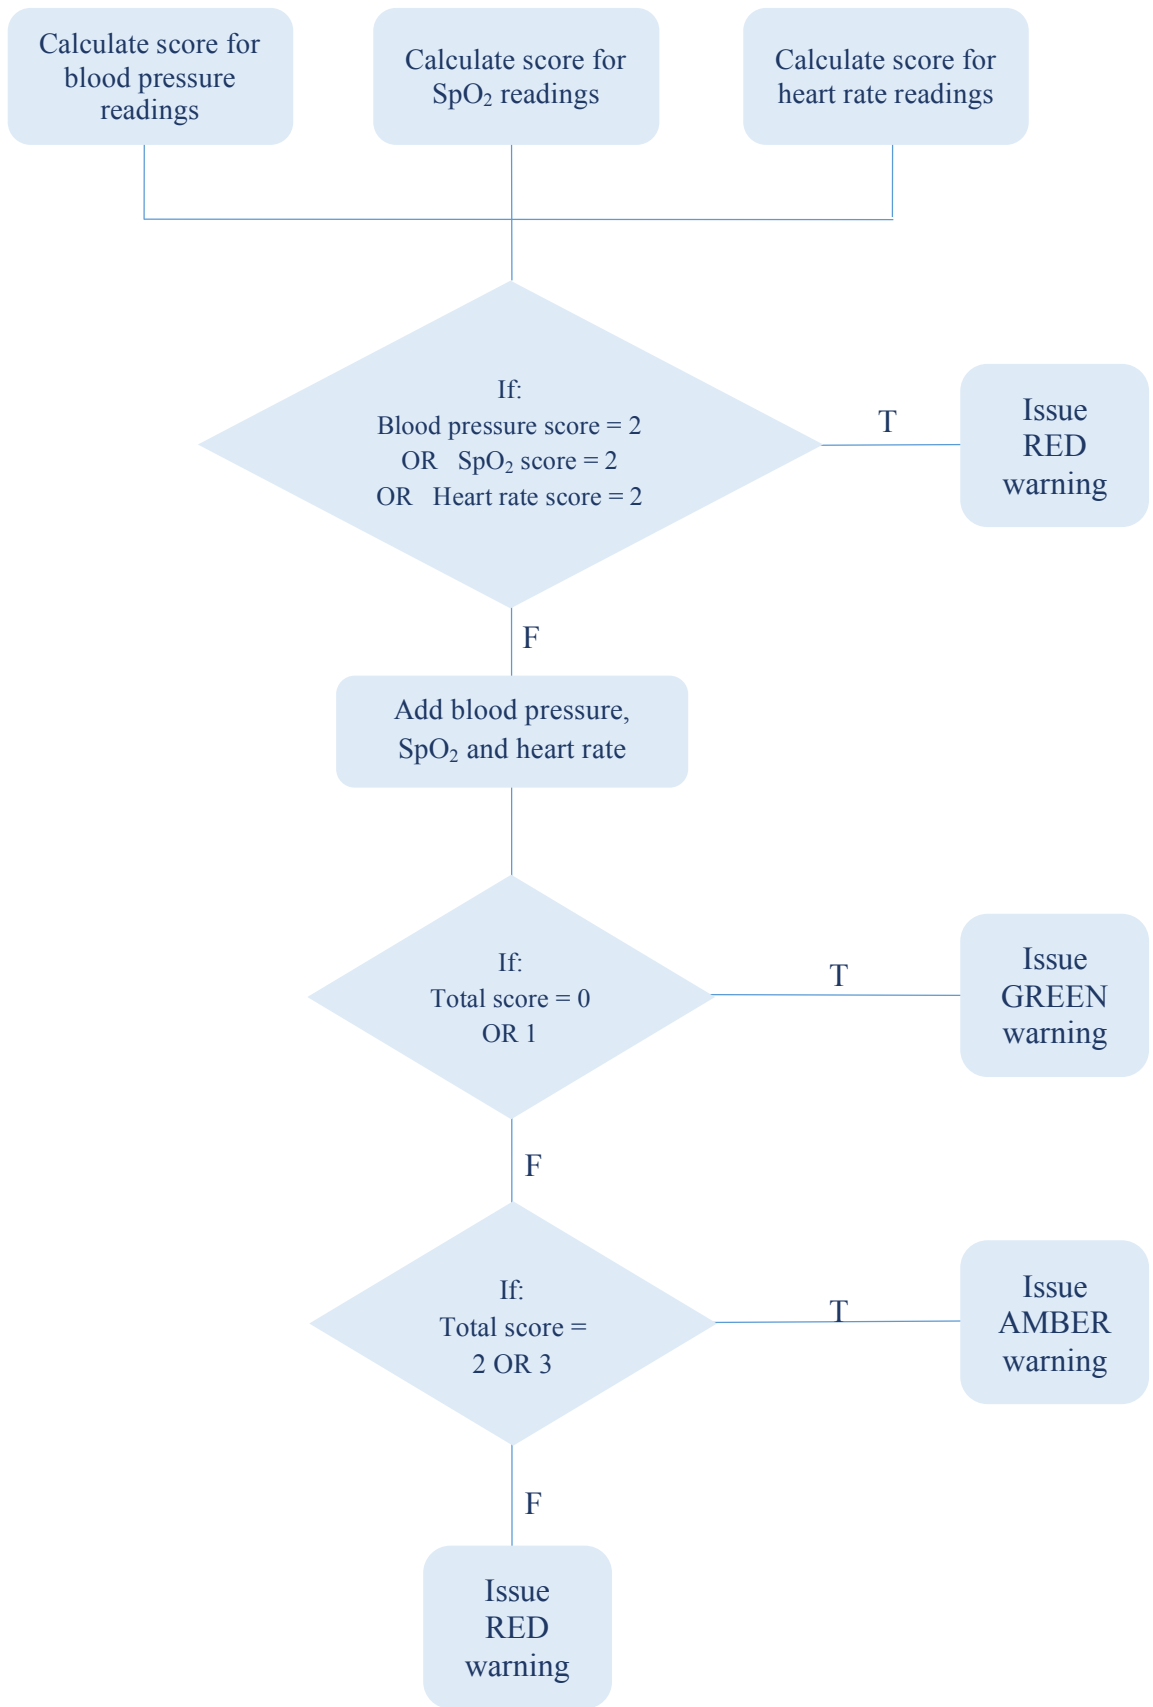 Calculate score for
blood pressure
readings
Calculate score for
SpO₂ readings
Calculate score for
heart rate readings
If:
Blood pressure score = 2
OR SpO₂ score = 2
OR Heart rate score = 2
T
Issue
RED
warning
F
Add blood pressure,
SpO₂ and heart rate
If:
Total score = 0
OR 1
T
Issue
GREEN
warning
F
If:
Total score =
2 OR 3
T
Issue
AMBER
warning
F
Issue
RED
warning